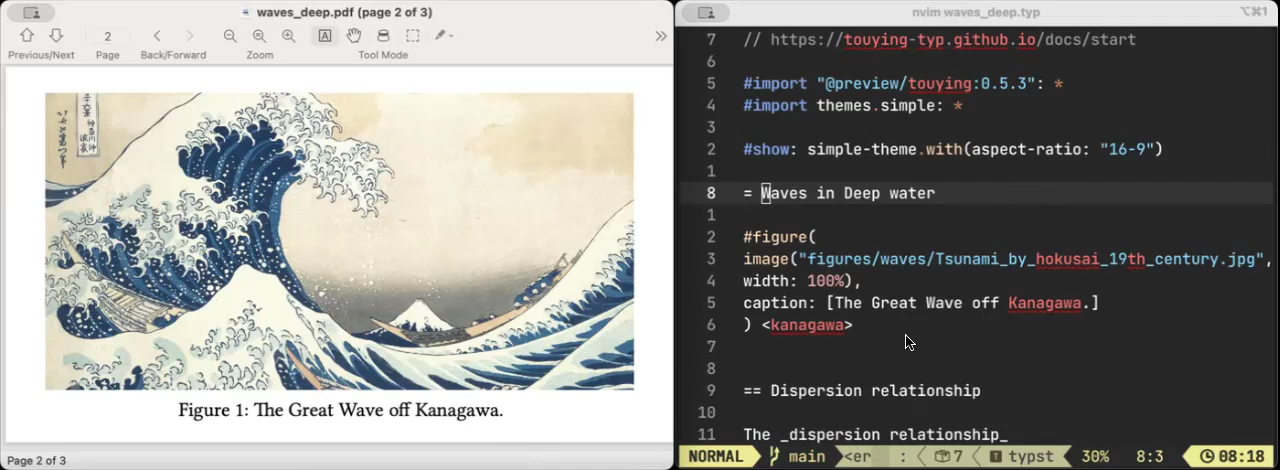 waves_deep.pdf (page 2 of 3)
2
Previous/Next
Page
Back/Forward
Zoom
Tool Mode
Figure 1: The Great Wave off Kanagawa.
Page 2 of 3
nvim waves_deep.typ
⌥⌘1
7 // https://touying-typ.github.io/docs/start
6
5 #import "@preview/touying:0.5.3": *
4 #import themes.simple: *
3
2 #show: simple-theme.with(aspect-ratio: "16-9")
1
8 = Waves in Deep water
1
2 #figure(
3 image("figures/waves/Tsunami_by_hokusai_19th_century.jpg",
4 width: 100%),
5 caption: [The Great Wave off Kanagawa.]
6 ) <kanagawa>
7
8
9 == Dispersion relationship
10
11 The _dispersion relationship_
NORMAL main <er : 7 typst 30% 8:3 08:18